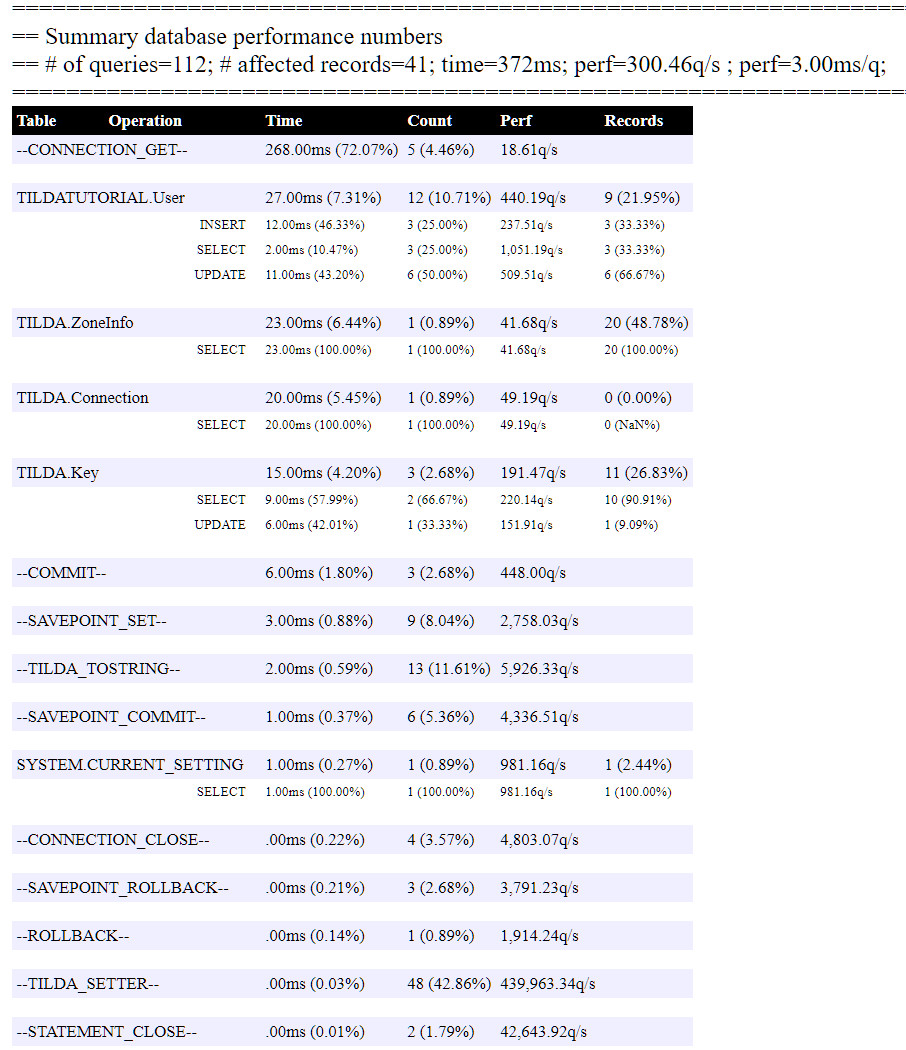 ==========================================================================
== Summary database performance numbers
== # of queries=112; # affected records=41; time=372ms; perf=300.46q/s ; perf=3.00ms/q;
==========================================================================
Table Operation Time Count Perf Records
--CONNECTION_GET-- 268.00ms (72.07%) 5 (4.46%) 18.61q/s
TILDATUTORIAL.User 27.00ms (7.31%) 12 (10.71%) 440.19q/s 9 (21.95%)
INSERT 12.00ms (46.33%) 3 (25.00%) 237.51q/s 3 (33.33%)
SELECT 2.00ms (10.47%) 3 (25.00%) 1,051.19q/s 3 (33.33%)
UPDATE 11.00ms (43.20%) 6 (50.00%) 509.51q/s 6 (66.67%)
TILDA.ZoneInfo 23.00ms (6.44%) 1 (0.89%) 41.68q/s 20 (48.78%)
SELECT 23.00ms (100.00%) 1 (100.00%) 41.68q/s 20 (100.00%)
TILDA.Connection 20.00ms (5.45%) 1 (0.89%) 49.19q/s 0 (0.00%)
SELECT 20.00ms (100.00%) 1 (100.00%) 49.19q/s 0 (NaN%)
TILDA.Key 15.00ms (4.20%) 3 (2.68%) 191.47q/s 11 (26.83%)
SELECT 9.00ms (57.99%) 2 (66.67%) 220.14q/s 10 (90.91%)
UPDATE 6.00ms (42.01%) 1 (33.33%) 151.91q/s 1 (9.09%)
--COMMIT-- 6.00ms (1.80%) 3 (2.68%) 448.00q/s
--SAVEPOINT_SET-- 3.00ms (0.88%) 9 (8.04%) 2,758.03q/s
--TILDA_TOSTRING-- 2.00ms (0.59%) 13 (11.61%) 5,926.33q/s
--SAVEPOINT_COMMIT-- 1.00ms (0.37%) 6 (5.36%) 4,336.51q/s
SYSTEM.CURRENT_SETTING 1.00ms (0.27%) 1 (0.89%) 981.16q/s 1 (2.44%)
SELECT 1.00ms (100.00%) 1 (100.00%) 981.16q/s 1 (100.00%)
--CONNECTION_CLOSE-- .00ms (0.22%) 4 (3.57%) 4,803.07q/s
--SAVEPOINT_ROLLBACK-- .00ms (0.21%) 3 (2.68%) 3,791.23q/s
--ROLLBACK-- .00ms (0.14%) 1 (0.89%) 1,914.24q/s
--TILDA_SETTER-- .00ms (0.03%) 48 (42.86%) 439,963.34q/s
--STATEMENT_CLOSE-- .00ms (0.01%) 2 (1.79%) 42,643.92q/s